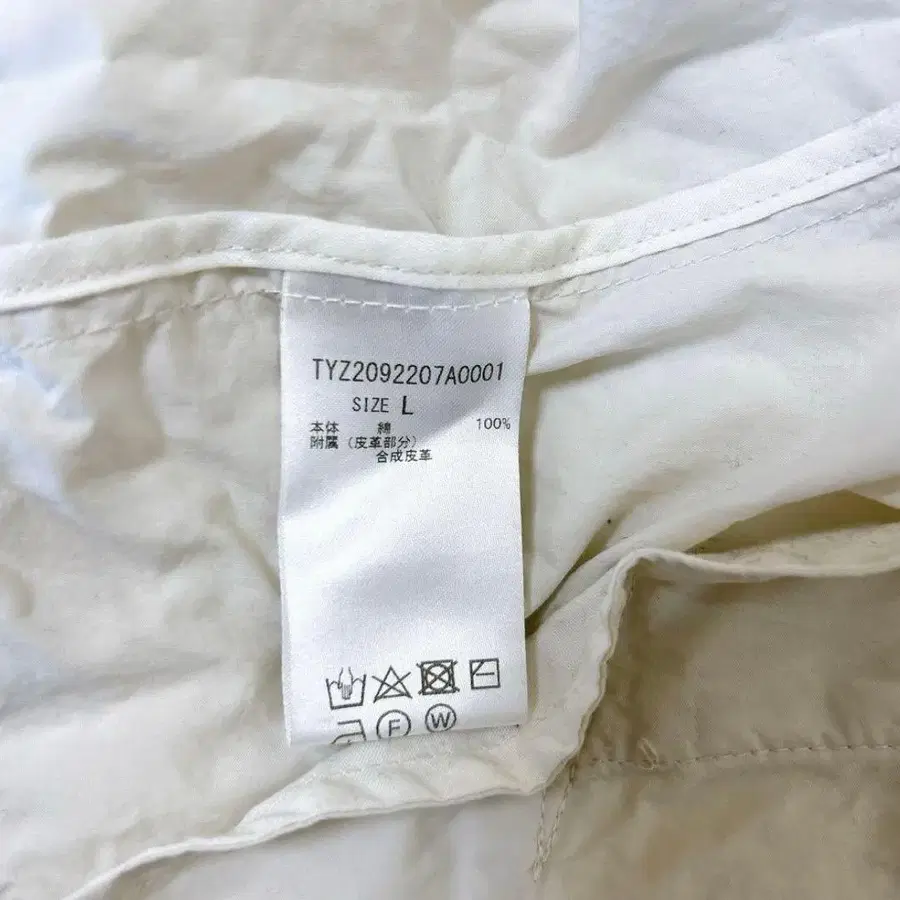 TYZ2092207A0001
SIZE L
本体 綿 100%
附属（皮革部分）
合成皮革
F W